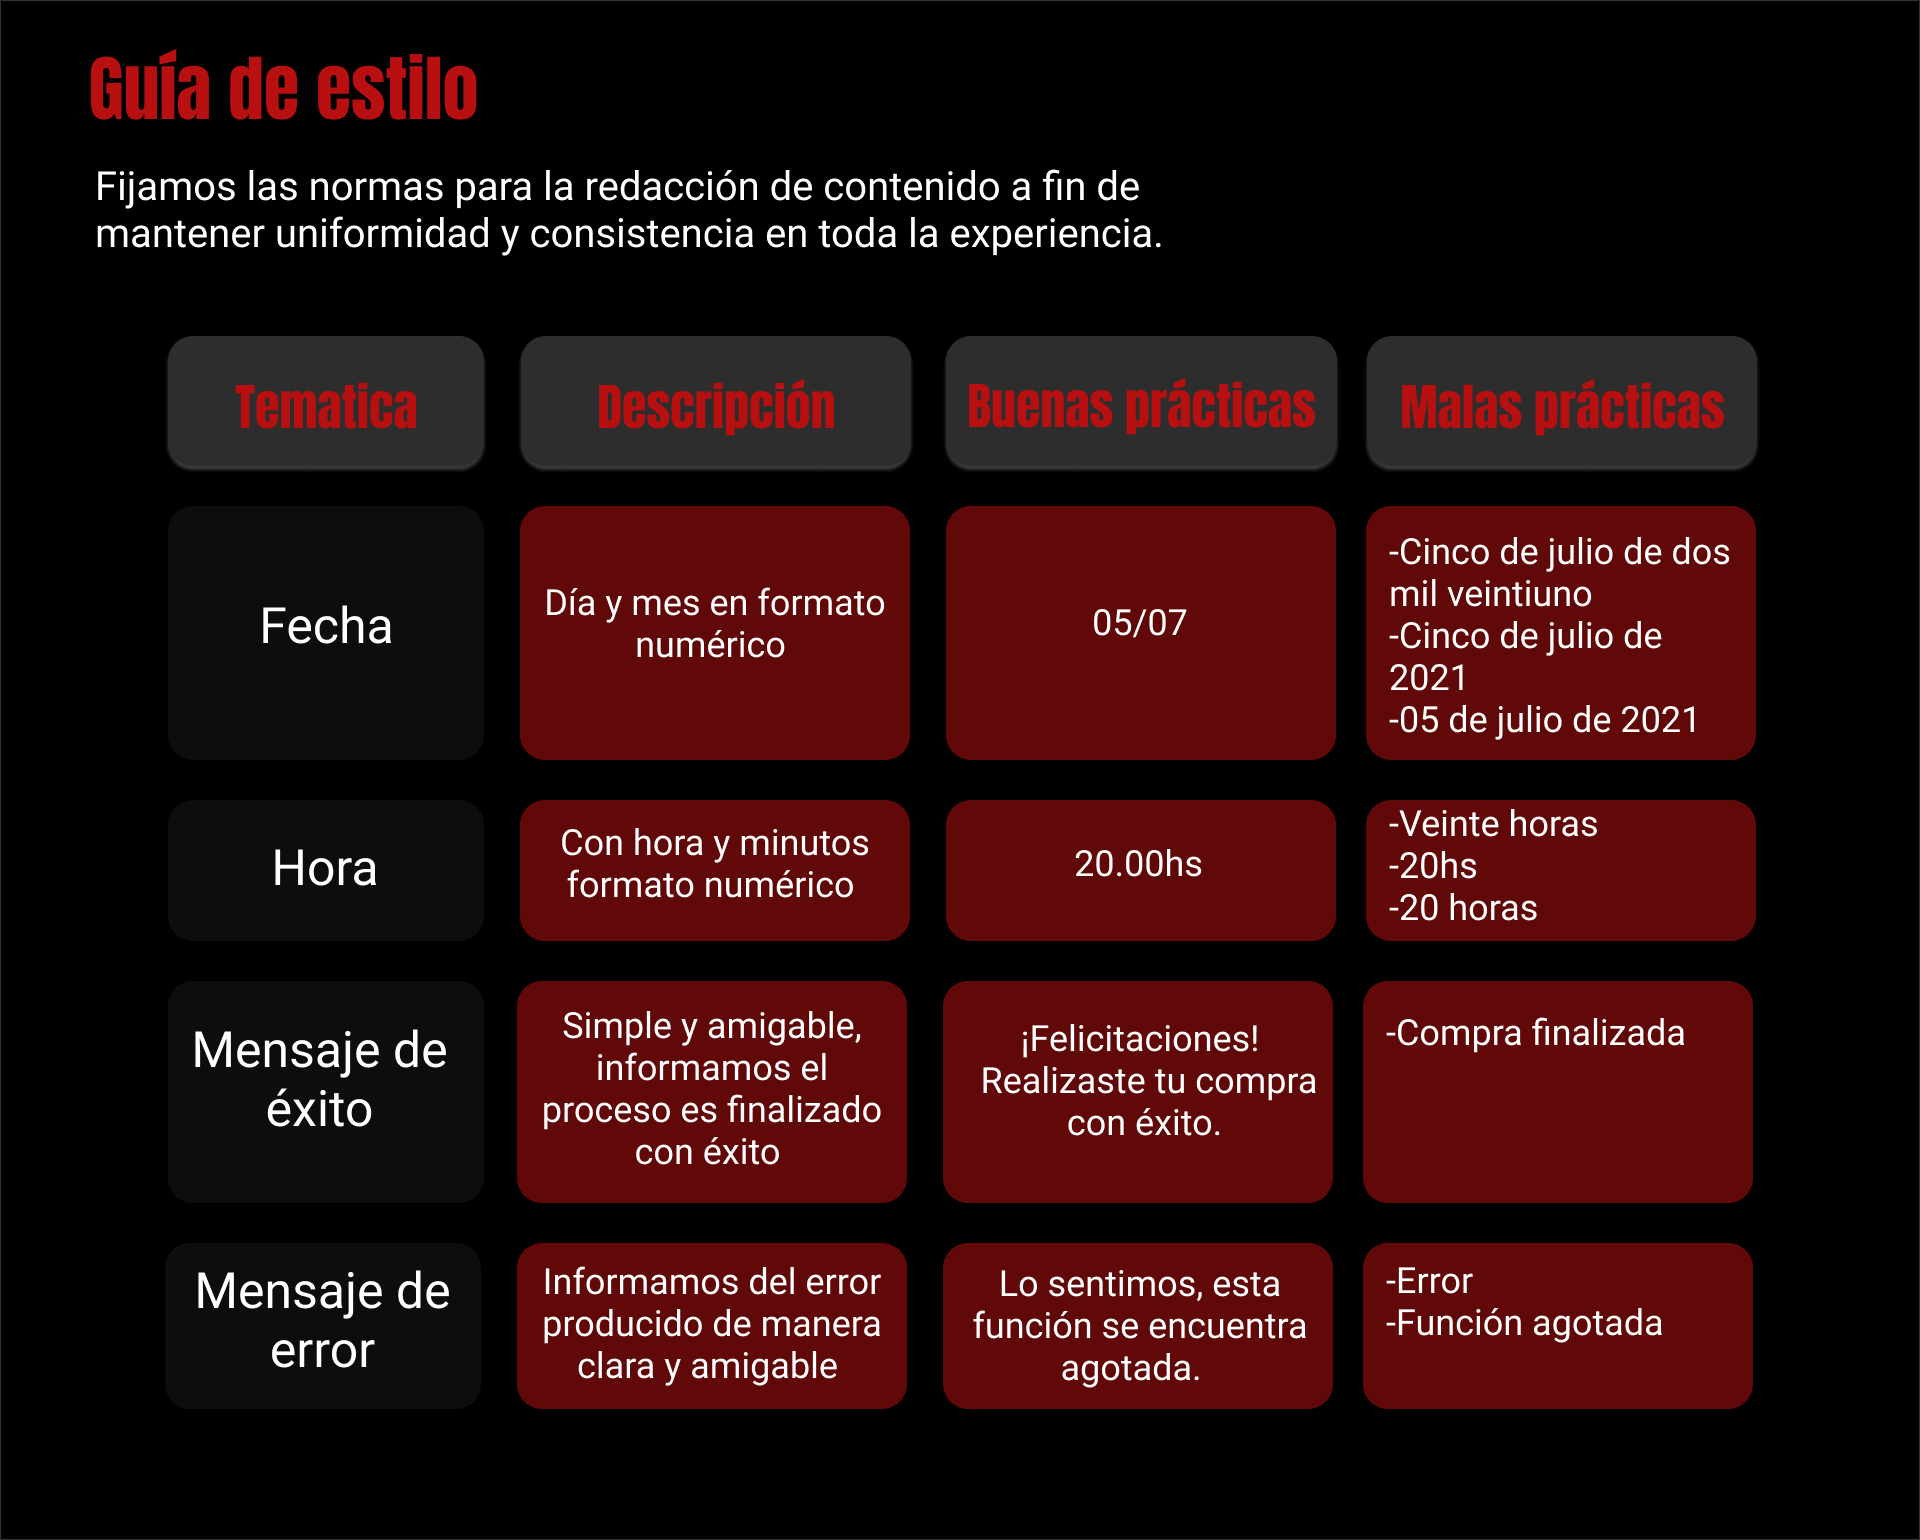 Guía de estilo
Fijamos las normas para la redacción de contenido a fin de
mantener uniformidad y consistencia en toda la experiencia.
Tematica
Descripción
Buenas prácticas
Malas prácticas
Fecha
Día y mes en formato
numérico
05/07
-Cinco de julio de dos
mil veintiuno
-Cinco de julio de
2021
-05 de julio de 2021
Hora
Con hora y minutos
formato numérico
20.00hs
-Veinte horas
-20hs
-20 horas
Mensaje de
éxito
Simple y amigable,
informamos el
proceso es finalizado
con éxito
¡Felicitaciones!
Realizaste tu compra
con éxito.
-Compra finalizada
Mensaje de
error
Informamos del error
producido de manera
clara y amigable
Lo sentimos, esta
función se encuentra
agotada.
-Error
-Función agotada